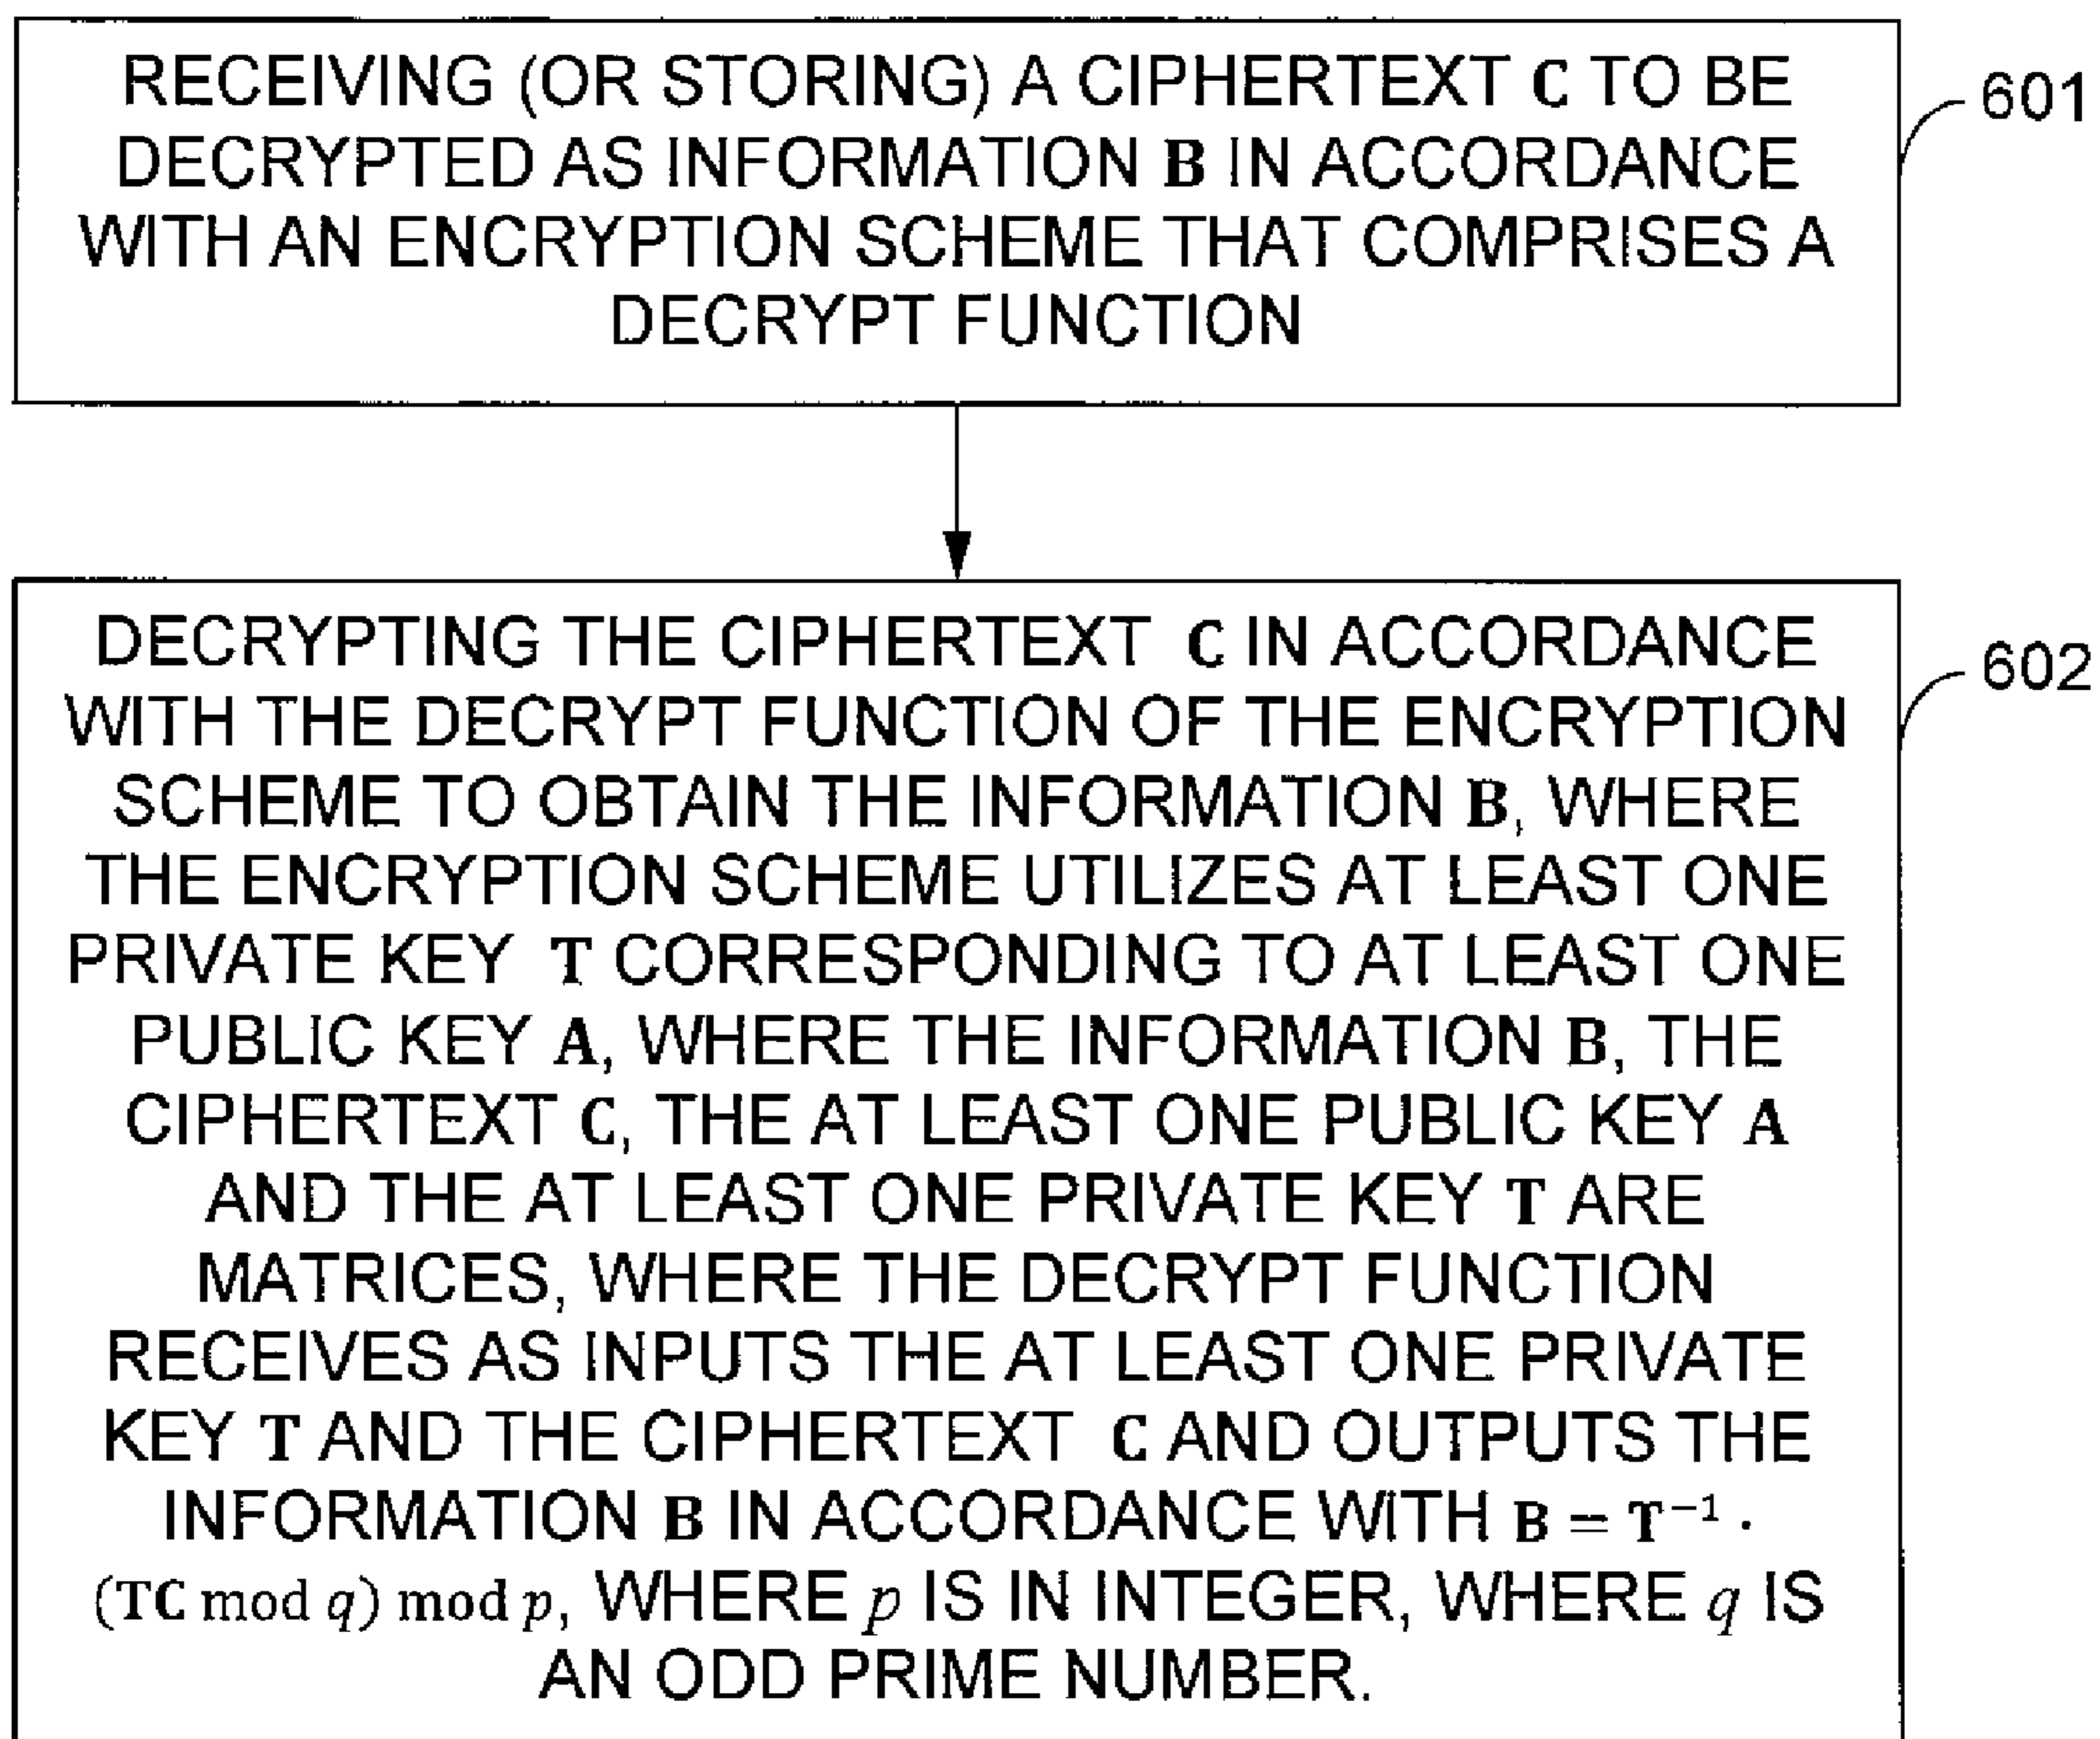 RECEIVING (OR STORING) A CIPHERTEXT C TO BE
DECRYPTED AS INFORMATION B IN ACCORDANCE
WITH AN ENCRYPTION SCHEME THAT COMPRISES A
DECRYPT FUNCTION
601
DECRYPTING THE CIPHERTEXT C IN ACCORDANCE
WITH THE DECRYPT FUNCTION OF THE ENCRYPTION
SCHEME TO OBTAIN THE INFORMATION B, WHERE
THE ENCRYPTION SCHEME UTILIZES AT LEAST ONE
PRIVATE KEY T CORRESPONDING TO AT LEAST ONE
PUBLIC KEY A, WHERE THE INFORMATION B, THE
CIPHERTEXT C, THE AT LEAST ONE PUBLIC KEY A
AND THE AT LEAST ONE PRIVATE KEY T ARE
MATRICES, WHERE THE DECRYPT FUNCTION
RECEIVES AS INPUTS THE AT LEAST ONE PRIVATE
KEY T AND THE CIPHERTEXT C AND OUTPUTS THE
INFORMATION B IN ACCORDANCE WITH B = T⁻¹ ·
(TC mod q) mod p, WHERE p IS IN INTEGER, WHERE q IS
AN ODD PRIME NUMBER.
602